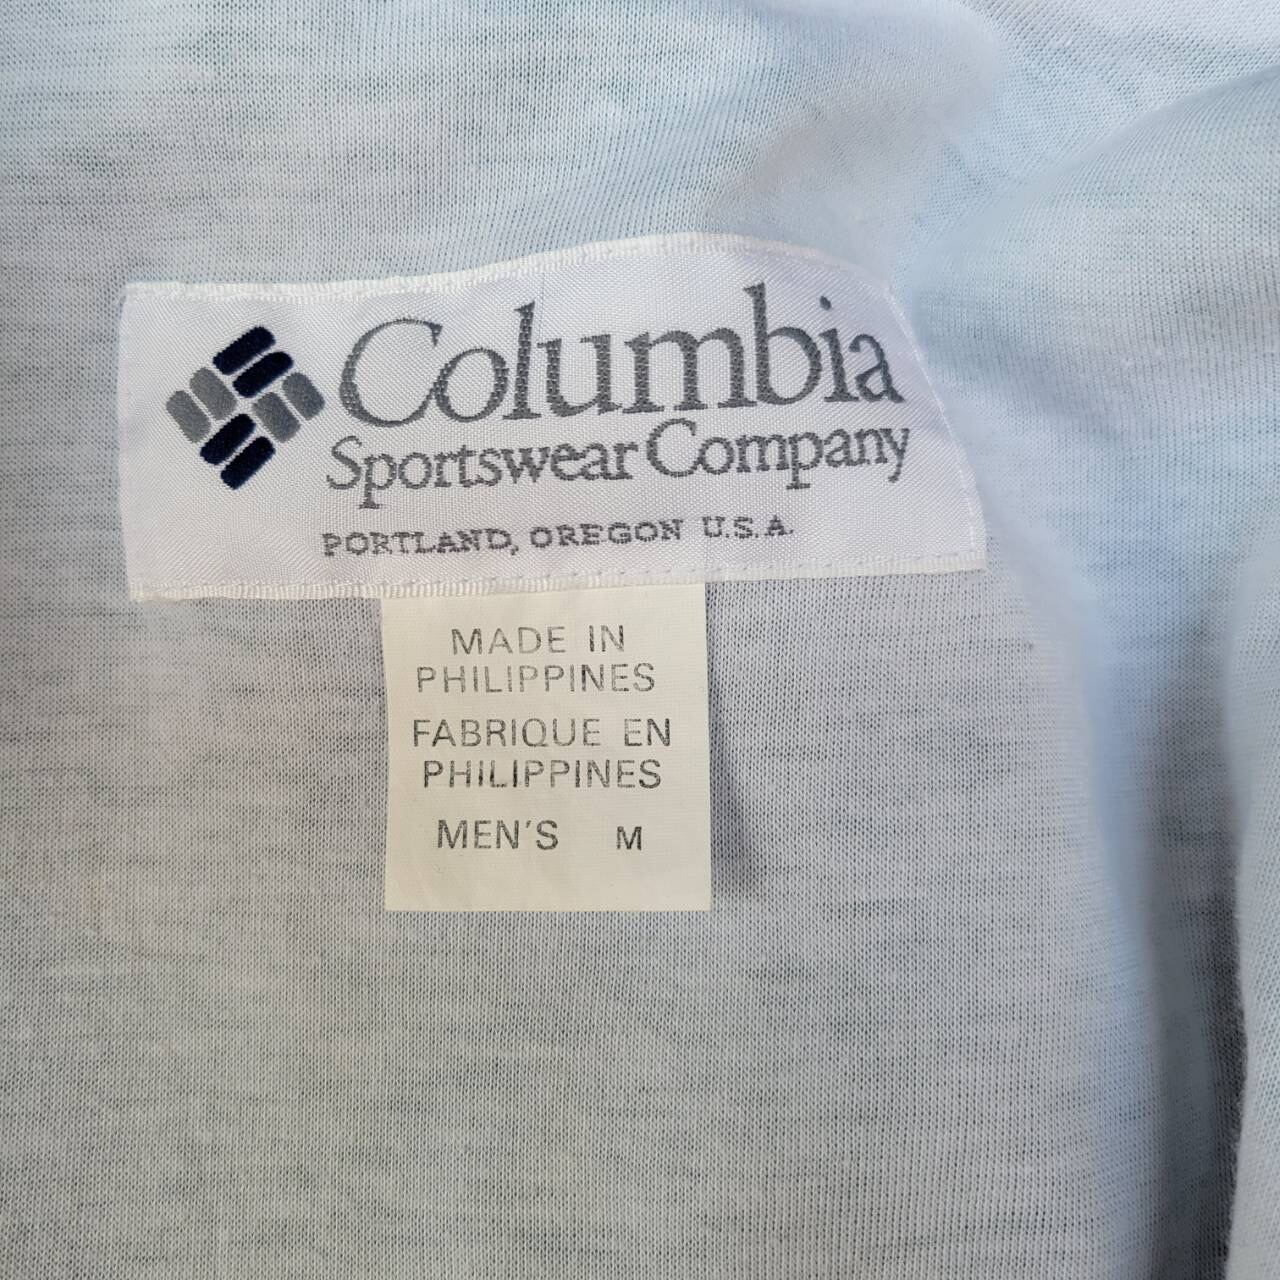 Columbia
Sportswear Company
PORTLAND, OREGON U.S.A.
MADE IN
PHILIPPINES
FABRIQUE EN
PHILIPPINES
MEN'S M